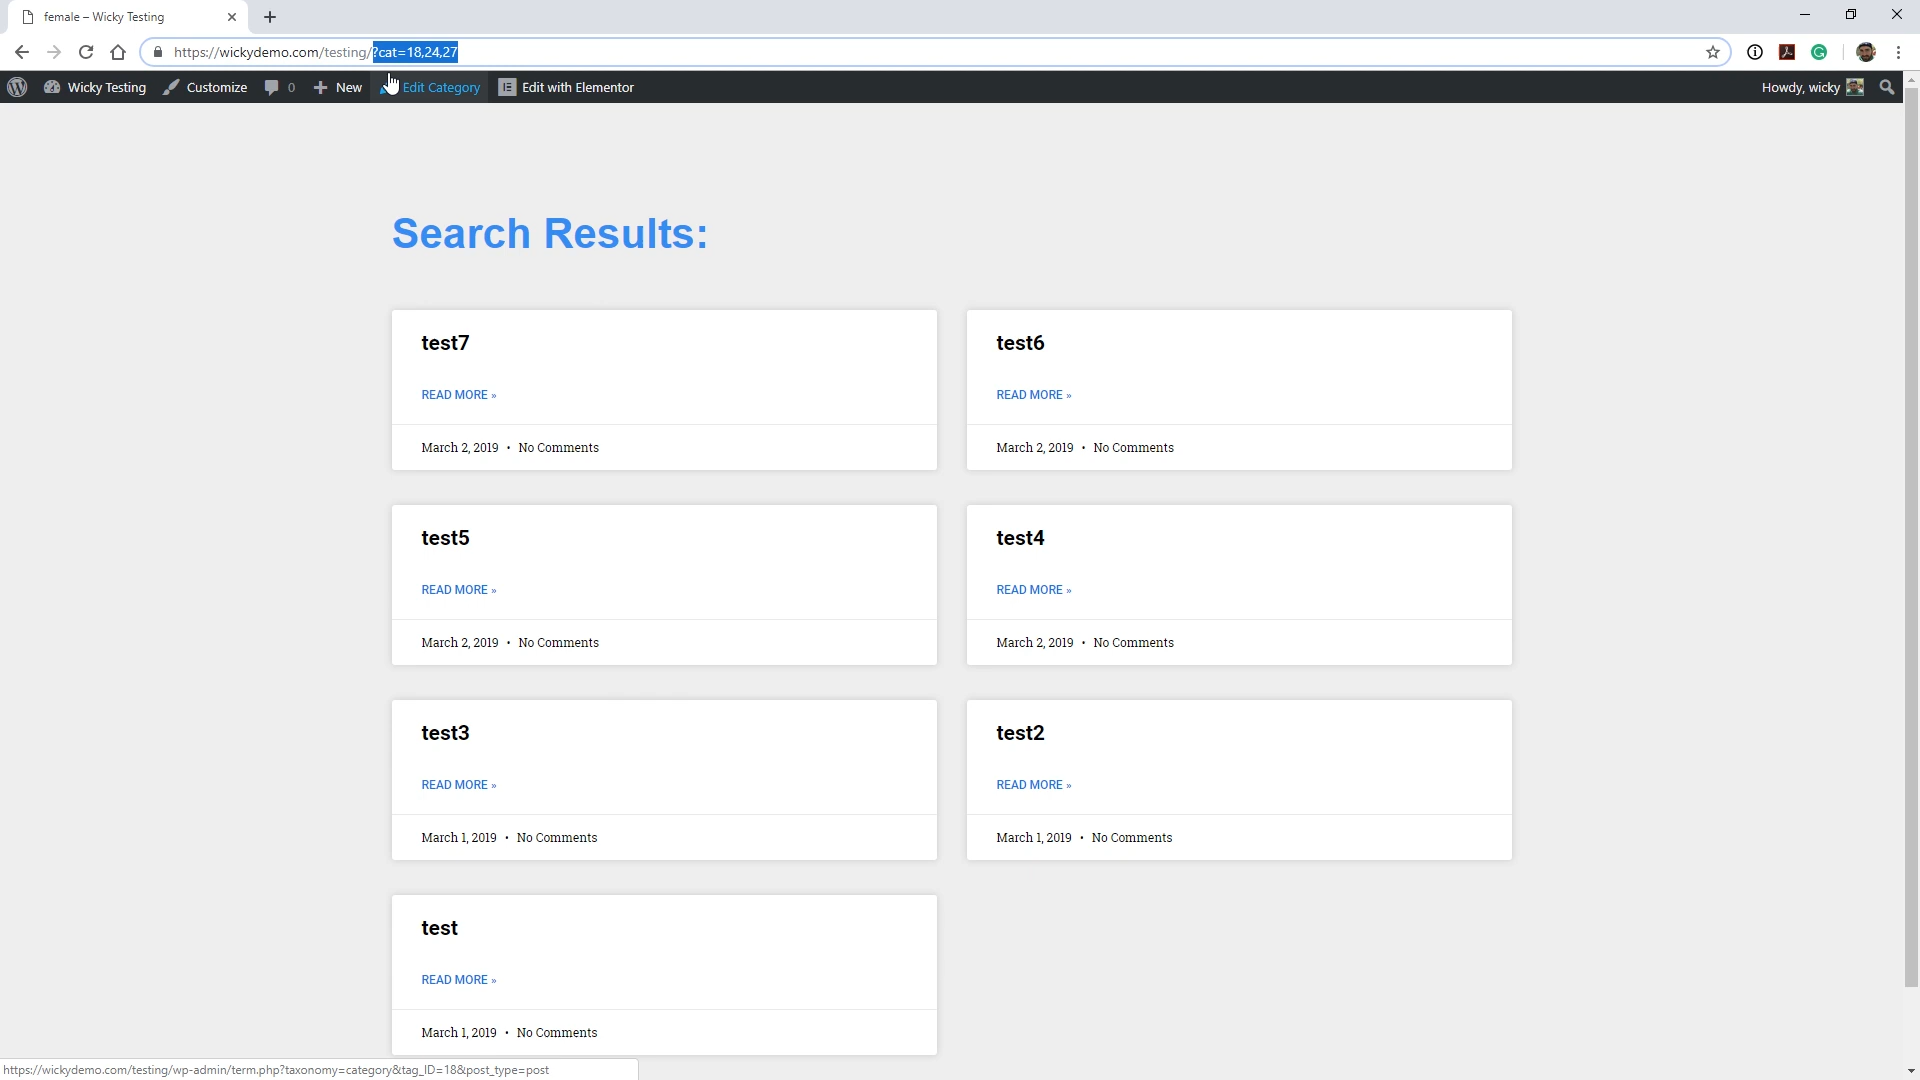 female – Wicky Testing
https://wickydemo.com/testing/?cat=18,24,27
Wicky Testing Customize 0 New Edit Category Edit with Elementor Howdy, wicky
Search Results:
test7
READ MORE »
March 2, 2019 • No Comments
test6
READ MORE »
March 2, 2019 • No Comments
test5
READ MORE »
March 2, 2019 • No Comments
test4
READ MORE »
March 2, 2019 • No Comments
test3
READ MORE »
March 1, 2019 • No Comments
test2
READ MORE »
March 1, 2019 • No Comments
test
READ MORE »
March 1, 2019 • No Comments
https://wickydemo.com/testing/wp-admin/term.php?taxonomy=category&tag_ID=18&post_type=post